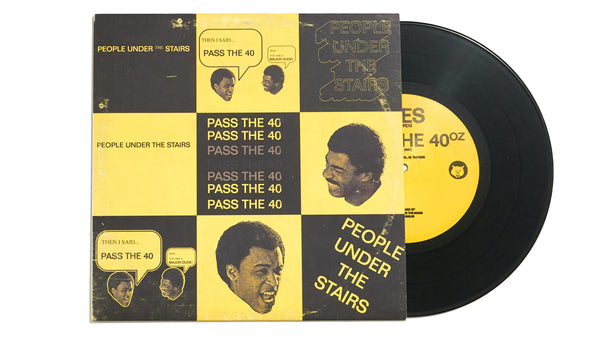 PEOPLE UNDER THE STAIRS
THEN I SAID...
PASS THE 40
MAJOR DUDE!
PEOPLE
UNDER
THE
STAIRS
PEOPLE UNDER THE STAIRS
PASS THE 40
PASS THE 40
PASS THE 40
PASS THE 40
PASS THE 40
PASS THE 40
THEN I SAID...
PASS THE 40
MAJOR DUDE!
PEOPLE
UNDER
THE
STAIRS
THE 40OZ